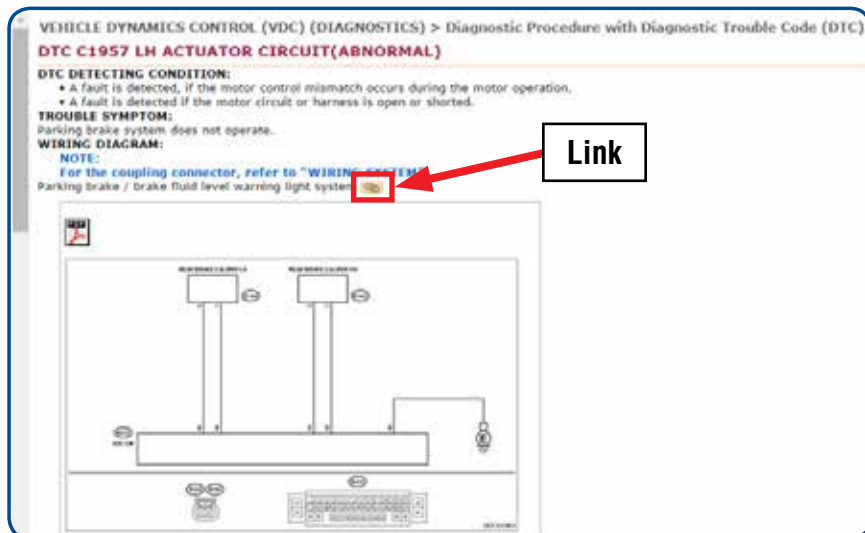 VEHICLE DYNAMICS CONTROL (VDC) (DIAGNOSTICS) > Diagnostic Procedure with Diagnostic Trouble Code (DTC)
DTC C1957 LH ACTUATOR CIRCUIT(ABNORMAL)
DTC DETECTING CONDITION:
• A fault is detected, if the motor control mismatch occurs during the motor operation.
• A fault is detected if the motor circuit or harness is open or shorted.
TROUBLE SYMPTOM:
Parking brake system does not operate.
WIRING DIAGRAM:
NOTE:
For the coupling connector, refer to "WIRING SYSTEM"
Parking brake / brake fluid level warning light system
Link